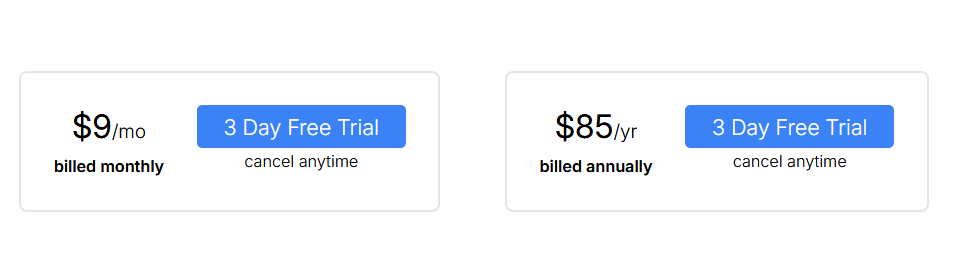 $9/mo
billed monthly
3 Day Free Trial
cancel anytime
$85/yr
billed annually
3 Day Free Trial
cancel anytime